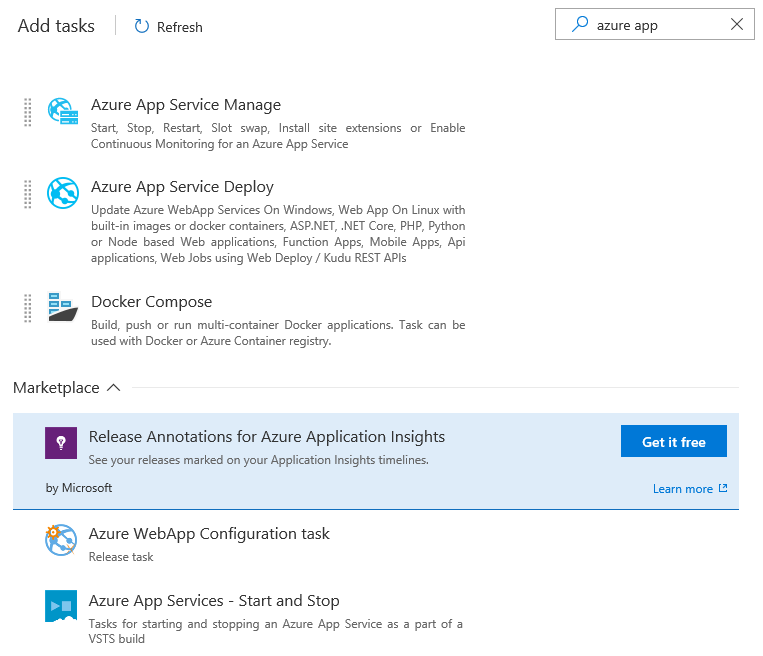 Add tasks
Refresh
azure app
Azure App Service Manage
Start, Stop, Restart, Slot swap, Install site extensions or Enable
Continuous Monitoring for an Azure App Service
Azure App Service Deploy
Update Azure WebApp Services On Windows, Web App On Linux with
built-in images or docker containers, ASP.NET, .NET Core, PHP, Python
or Node based Web applications, Function Apps, Mobile Apps, Api
applications, Web Jobs using Web Deploy / Kudu REST APIs
Docker Compose
Build, push or run multi-container Docker applications. Task can be
used with Docker or Azure Container registry.
Marketplace
Release Annotations for Azure Application Insights
Get it free
See your releases marked on your Application Insights timelines.
by Microsoft
Learn more
Azure WebApp Configuration task
Release task
Azure App Services - Start and Stop
Tasks for starting and stopping an Azure App Service as a part of a
VSTS build